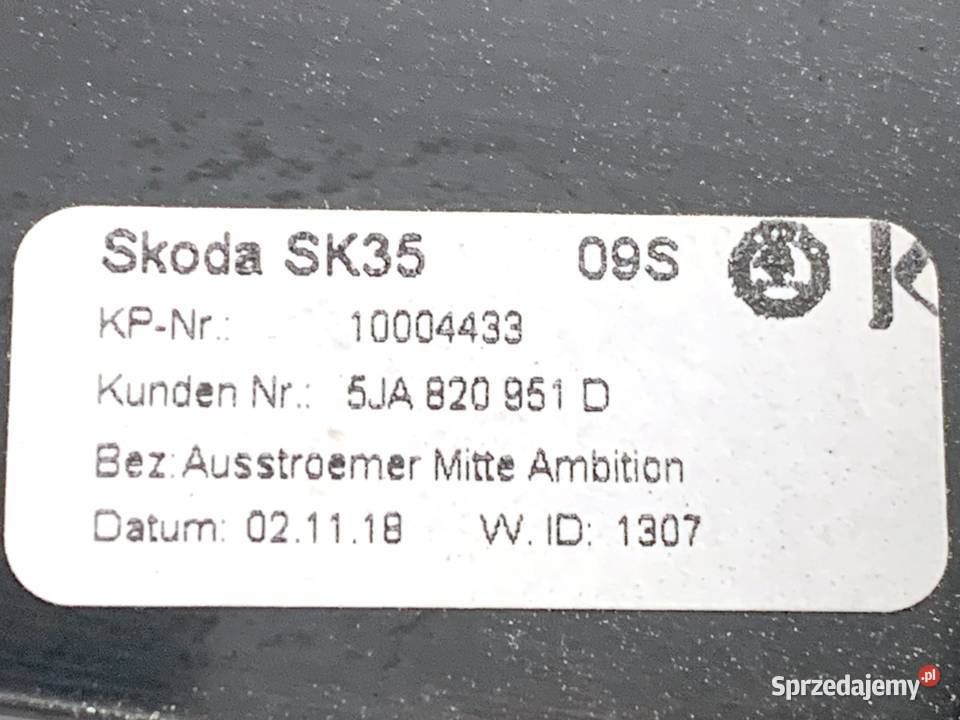 Skoda SK35 09S K
KP-Nr.: 10004433
Kunden Nr.: 5JA 820 951 D
Bez: Ausstroemer Mitte Ambition
Datum: 02.11.18 W. ID: 1307
Sprzedajemy.pl